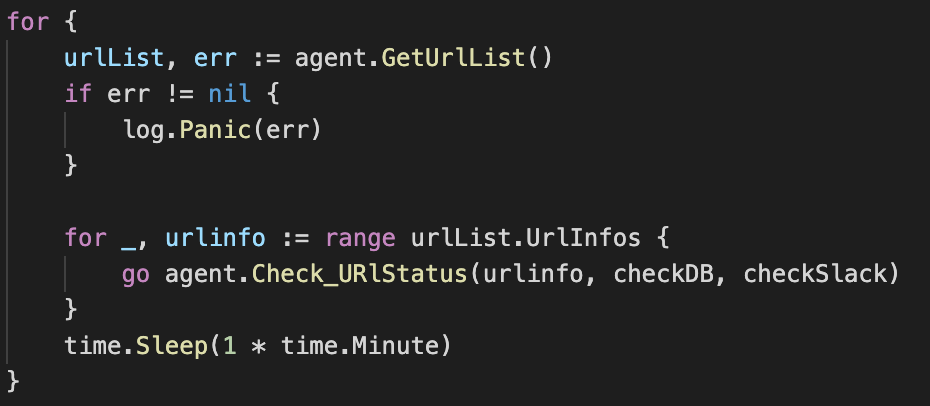 for {
    urlList, err := agent.GetUrlList()
    if err != nil {
        log.Panic(err)
    }

    for _, urlinfo := range urlList.UrlInfos {
        go agent.Check_URlStatus(urlinfo, checkDB, checkSlack)
    }
    time.Sleep(1 * time.Minute)
}